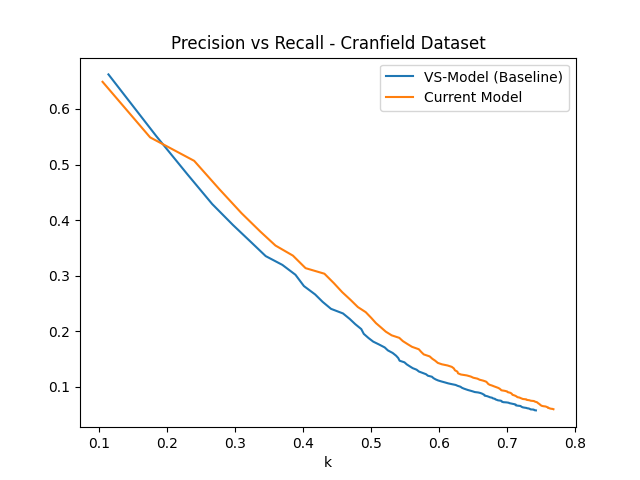 Precision vs Recall - Cranfield Dataset
VS-Model (Baseline)
Current Model
0.6
0.5
0.4
0.3
0.2
0.1
0.1 0.2 0.3 0.4 0.5 0.6 0.7 0.8
k